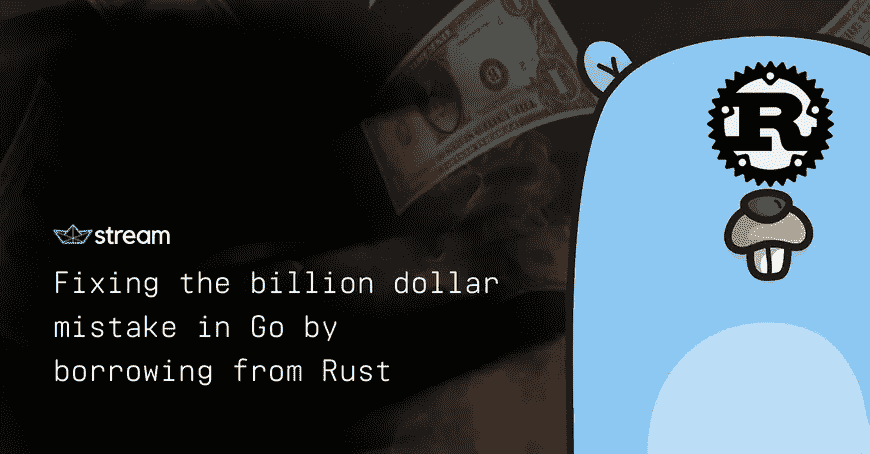 R
stream
Fixing the billion dollar
mistake in Go by
borrowing from Rust